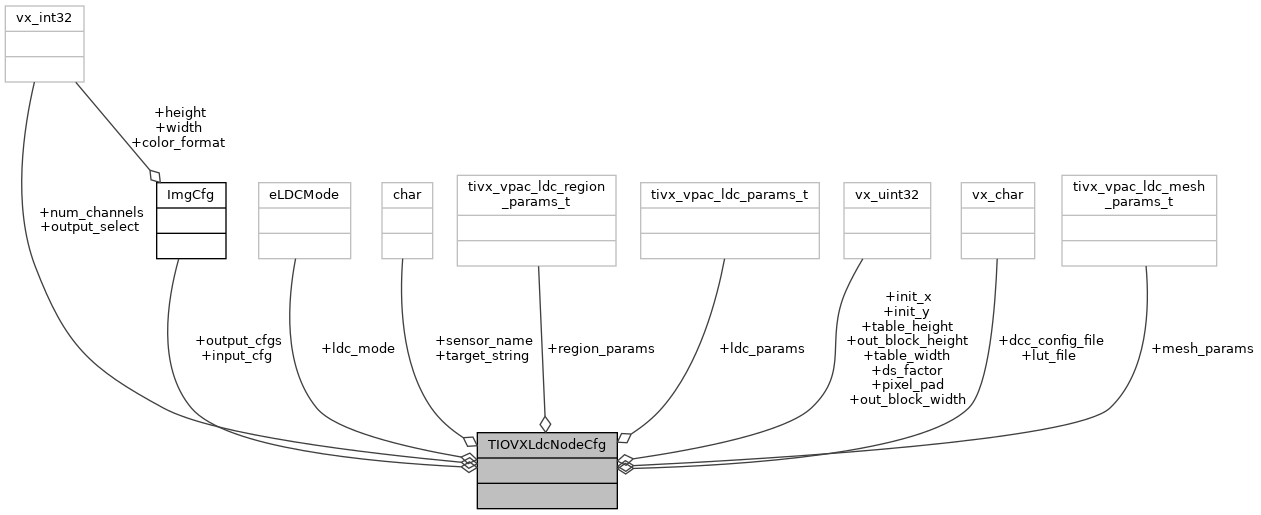 vx_int32
+height
+width
+color_format
ImgCfg
eLDCMode
char
tivx_vpac_ldc_region
_params_t
tivx_vpac_ldc_params_t
vx_uint32
vx_char
tivx_vpac_ldc_mesh
_params_t
+num_channels
+output_select
+output_cfgs
+input_cfg
+ldc_mode
+sensor_name
+target_string
+region_params
+ldc_params
+init_x
+init_y
+table_height
+out_block_height
+table_width
+ds_factor
+pixel_pad
+out_block_width
+dcc_config_file
+lut_file
+mesh_params
TIOVXLdcNodeCfg